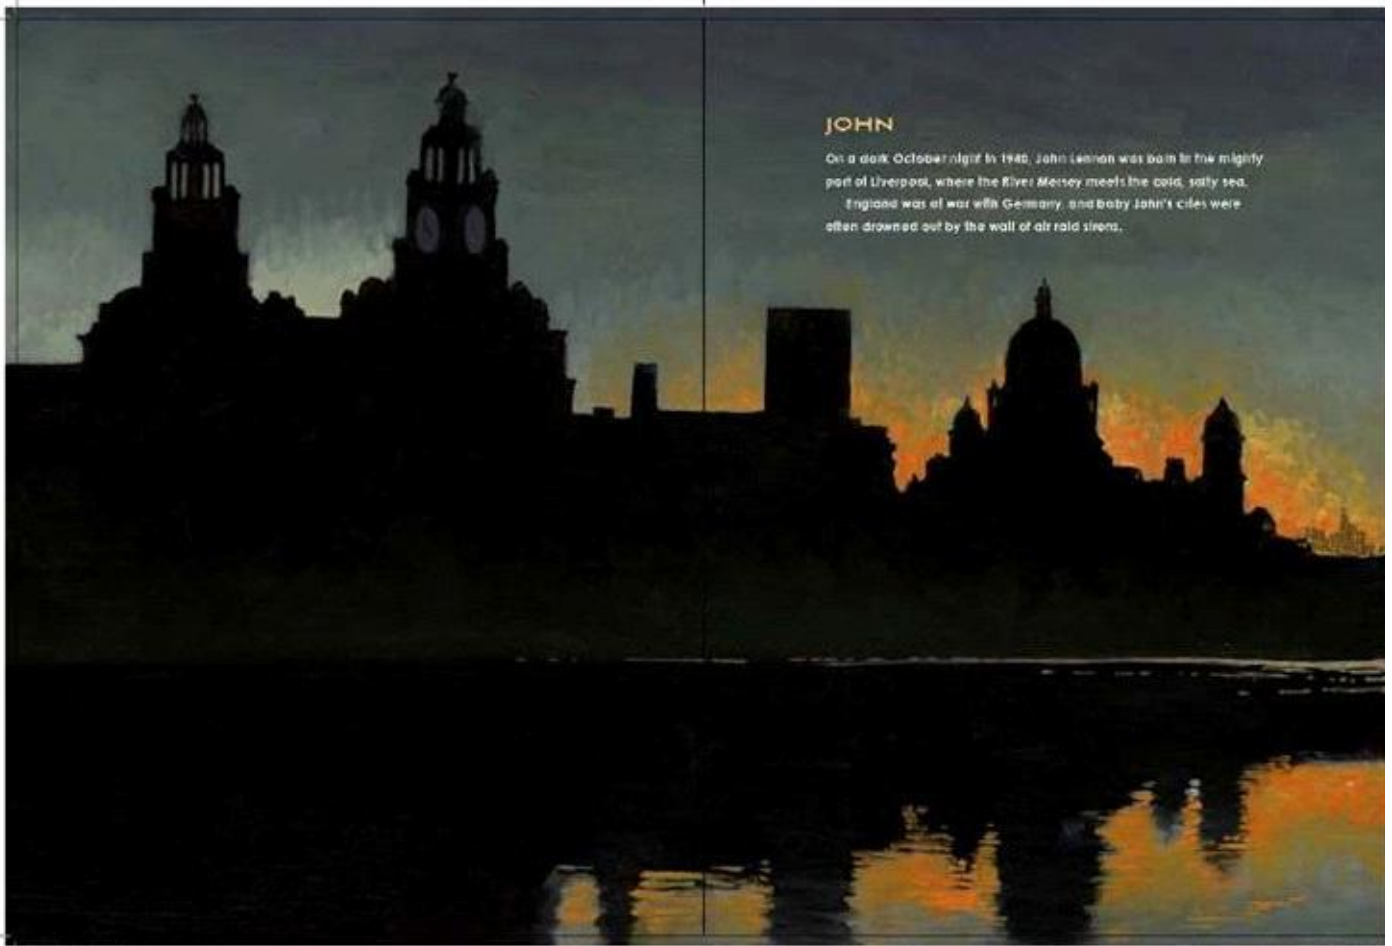 JOHN
On a dark October night in 1940, John Lennon was born in the mighty
port of Liverpool, where the River Mersey meets the cold, salty sea.
England was at war with Germany, and baby John's cries were
often drowned out by the wail of air raid sirens.